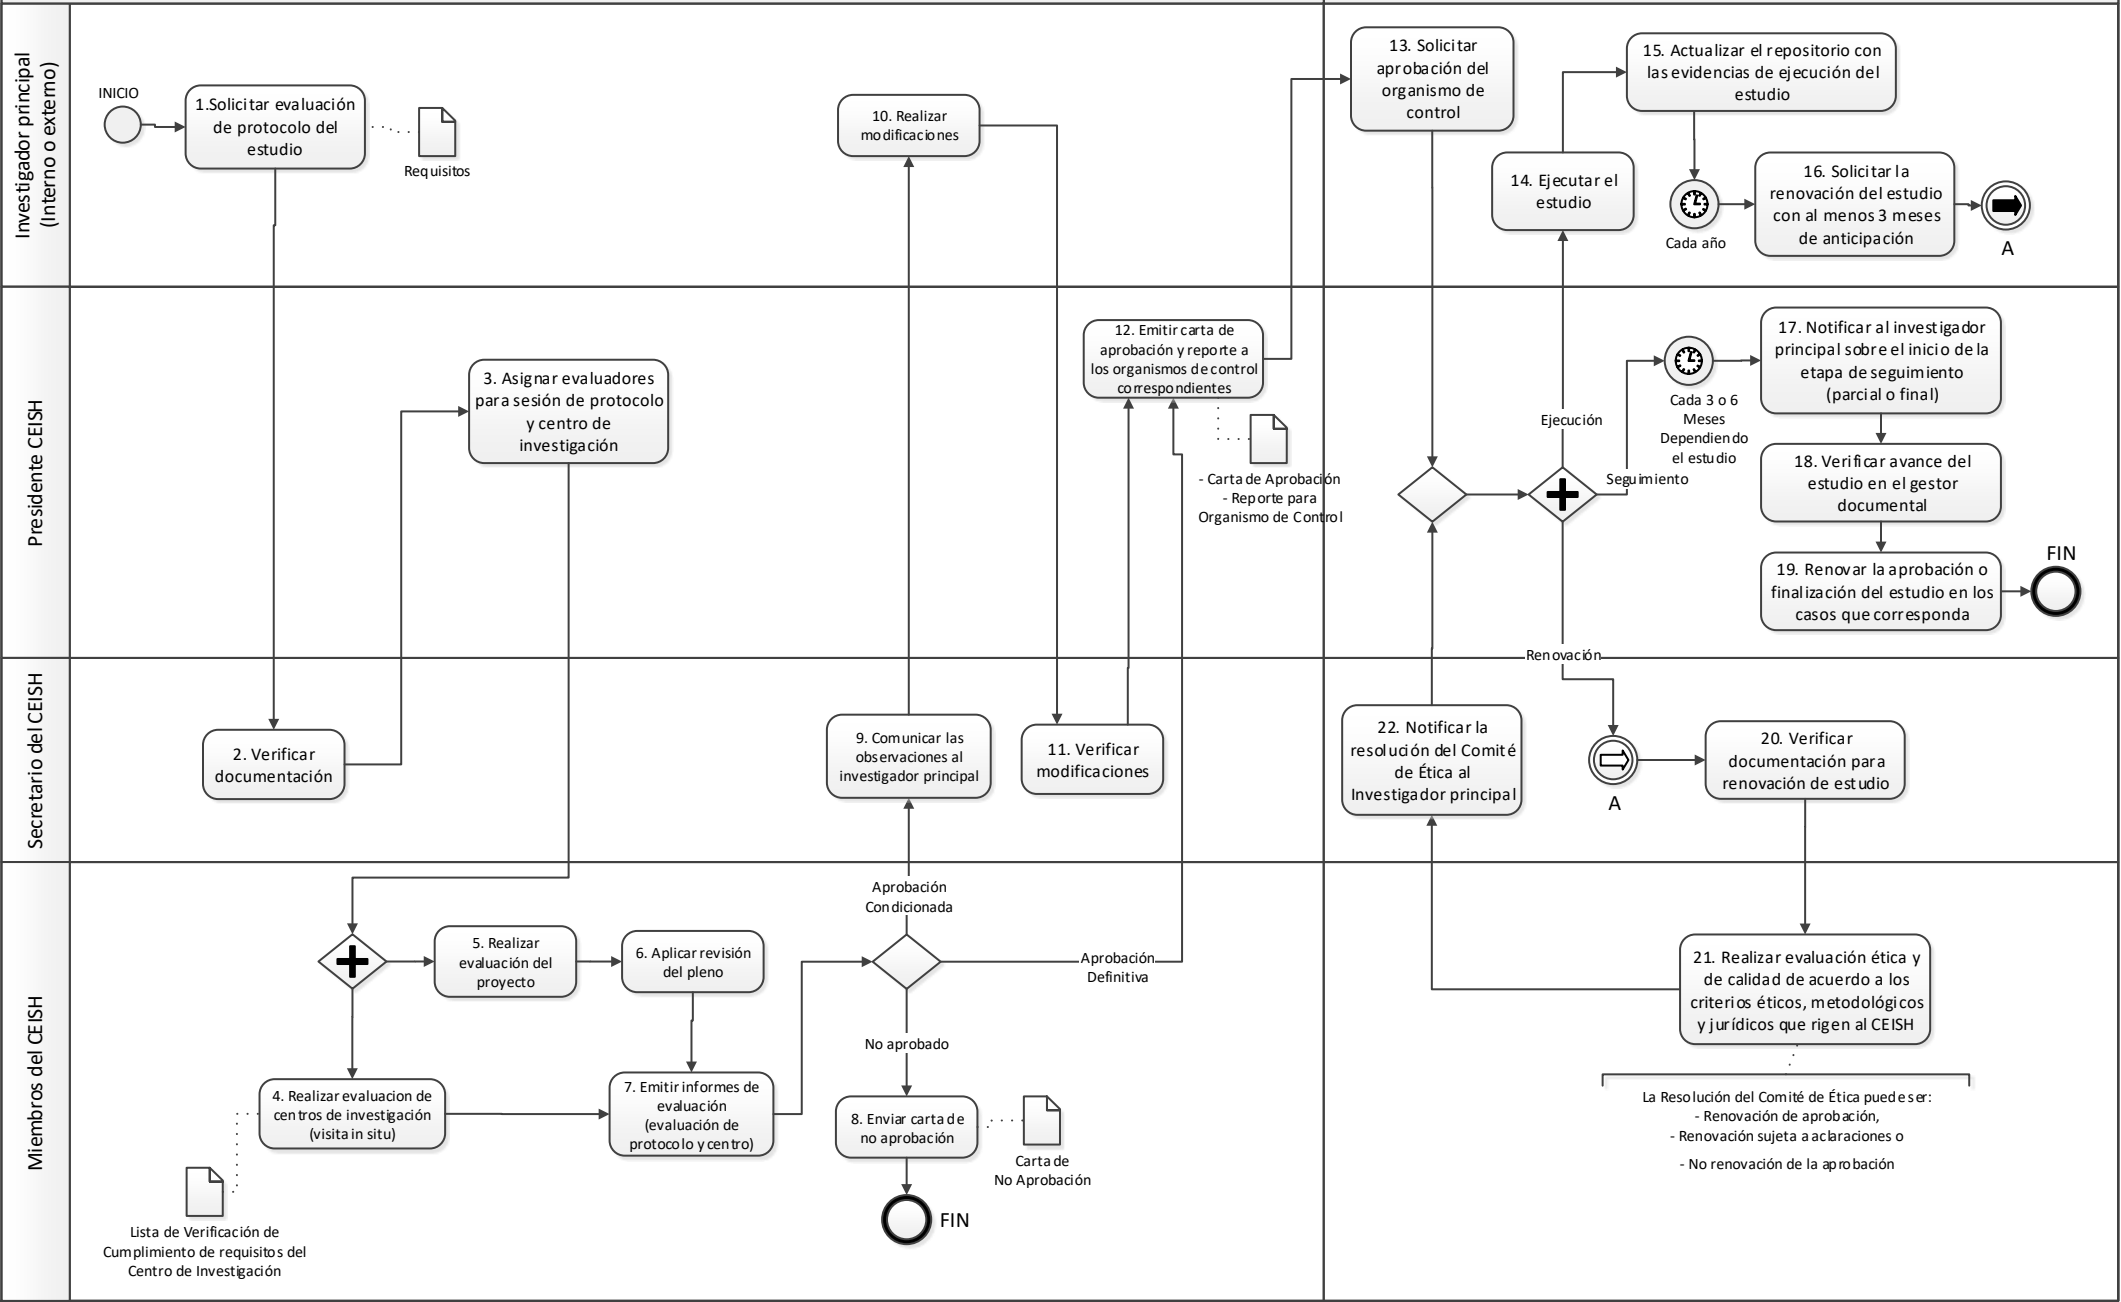 Investigador principal
(Interno o externo)
INICIO
1.Solicitar evaluación
de protocolo del
estudio
Requisitos
10. Realizar
modificaciones
13. Solicitar
aprobación del
organismo de
control
14. Ejecutar el
estudio
15. Actualizar el repositorio con
las evidencias de ejecución del
estudio
Cada año
16. Solicitar la
renovación del estudio
con al menos 3 meses
de anticipación
A
Presidente CEISH
3. Asignar evaluadores
para sesión de protocolo
y centro de
investigación
12. Emitir carta de
aprobación y reporte a
los organismos de control
correspondientes
- Carta de Aprobación
- Reporte para
Organismo de Control
Ejecución
Seguimiento
Renovación
Cada 3 o 6
Meses
Dependiendo
el estudio
17. Notificar al investigador
principal sobre el inicio de la
etapa de seguimiento
(parcial o final)
18. Verificar avance del
estudio en el gestor
documental
19. Renovar la aprobación o
finalización del estudio en los
casos que corresponda
FIN
Secretario del CEISH
2. Verificar
documentación
9. Comunicar las
observaciones al
investigador principal
11. Verificar
modificaciones
22. Notificar la
resolución del Comité
de Ética al
Investigador principal
A
20. Verificar
documentación para
renovación de estudio
Miembros del CEISH
5. Realizar
evaluación del
proyecto
6. Aplicar revisión
del pleno
4. Realizar evaluacion de
centros de investigación
(visita in situ)
7. Emitir informes de
evaluación
(evaluación de
protocolo y centro)
Lista de Verificación de
Cumplimiento de requisitos del
Centro de Investigación
Aprobación
Condicionada
Aprobación
Definitiva
No aprobado
8. Enviar carta de
no aprobación
Carta de
No Aprobación
FIN
21. Realizar evaluación ética y
de calidad de acuerdo a los
criterios éticos, metodológicos
y jurídicos que rigen al CEISH
La Resolución del Comité de Ética puede ser:
- Renovación de aprobación,
- Renovación sujeta a aclaraciones o
- No renovación de la aprobación